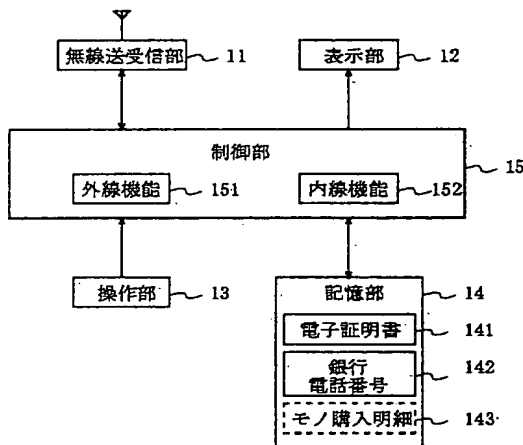 無線送受信部 11
表示部 12
制御部
15
外線機能 151
内線機能 152
操作部 13
記憶部 14
電子証明書 141
銀行
電話番号 142
モノ購入明細 143